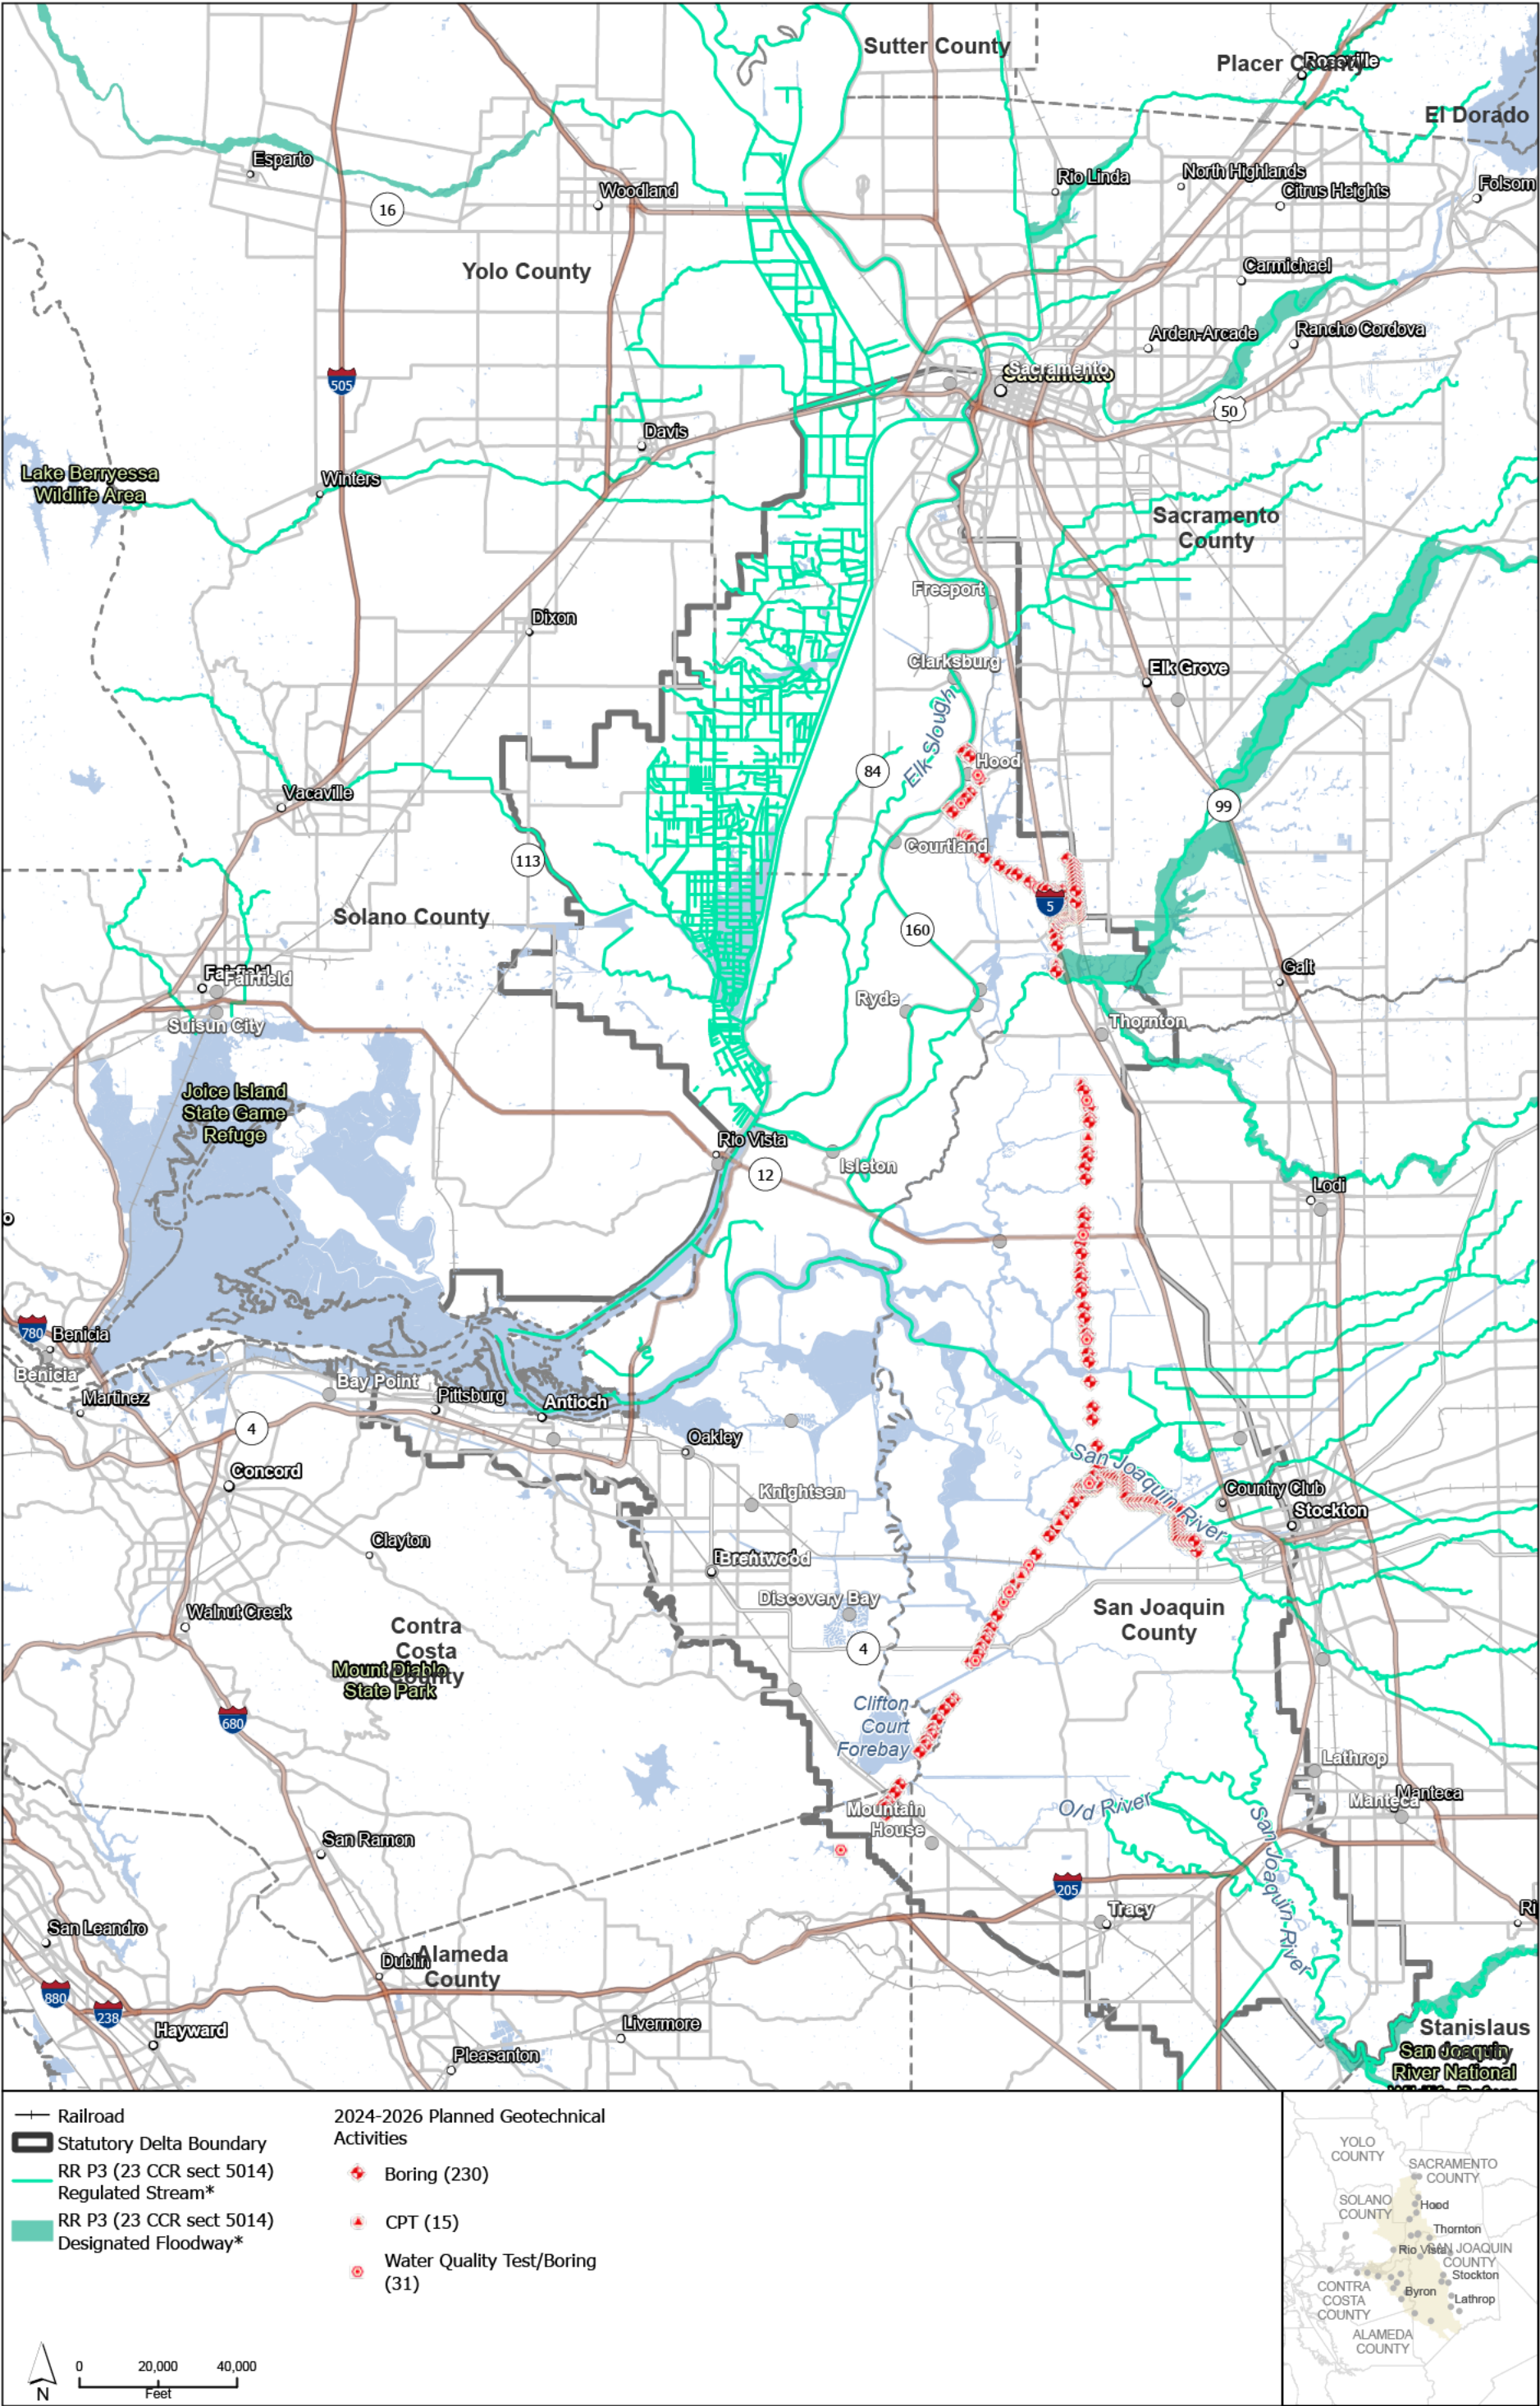 Sutter County
Placer County
Roseville
El Dorado
Esparto
Woodland
Rio Linda
North Highlands
Citrus Heights
Folsom
16
Yolo County
Carmichael
Arden-Arcade
Rancho Cordova
Sacramento
Sacramento
505
50
Davis
Lake Berryessa
Wildlife Area
Winters
Sacramento
County
Freeport
Dixon
Clarksburg
Elk Grove
Elk Slough
Hood
84
Vacaville
99
113
Courtland
5
Solano County
160
Fairfield
Fairfield
Galt
Ryde
Suisun City
Thornton
Joice Island
State Game
Refuge
Rio Vista
12
Isleton
Lodi
780
Benicia
Benicia
Martinez
Bay Point
Pittsburg
Antioch
4
Oakley
San Joaquin River
Concord
Knightsen
Country Club
Stockton
Clayton
Brentwood
Discovery Bay
Walnut Creek
Contra
Costa
County
San Joaquin
County
4
Mount Diablo
State Park
Clifton
Court
Forebay
680
Lathrop
Old River
Manteca
Manteca
Mountain
House
San Joaquin River
San Ramon
205
Tracy
Ri
San Leandro
Dublin
Alameda
County
880
238
Hayward
Livermore
Pleasanton
Stanislaus
San Joaquin
River National
Railroad
Statutory Delta Boundary
RR P3 (23 CCR sect 5014)
Regulated Stream*
RR P3 (23 CCR sect 5014)
Designated Floodway*
2024-2026 Planned Geotechnical
Activities
Boring (230)
CPT (15)
Water Quality Test/Boring
(31)
N
0 20,000 40,000
Feet
YOLO
COUNTY
SACRAMENTO
COUNTY
SOLANO
COUNTY
Hood
Thornton
Rio Vista
SAN JOAQUIN
COUNTY
Stockton
CONTRA
COSTA
COUNTY
Byron
Lathrop
ALAMEDA
COUNTY